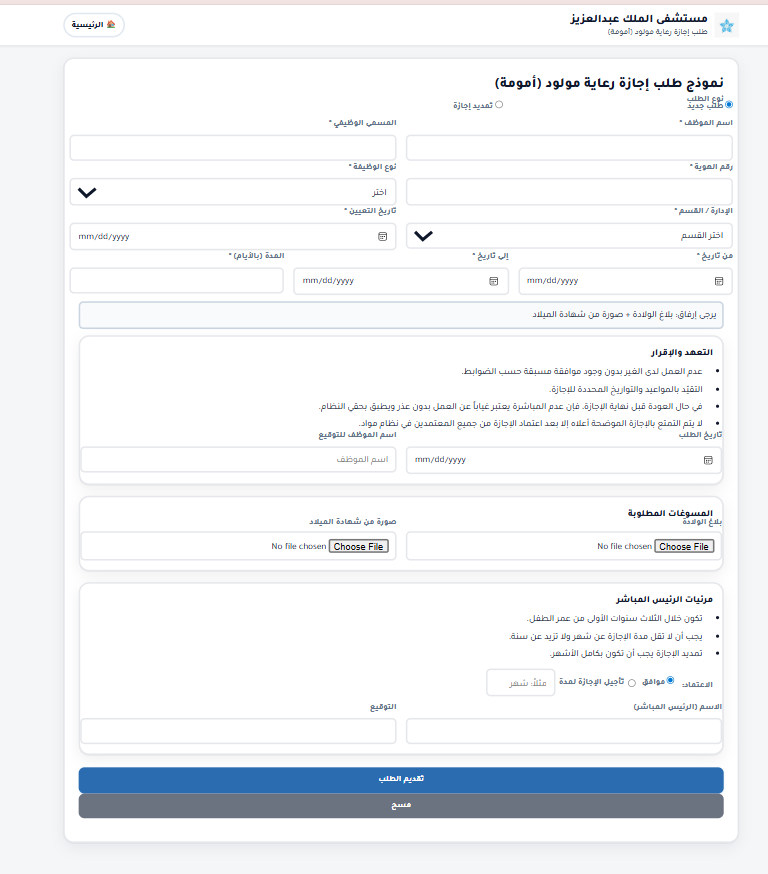 مستشفى الملك عبدالعزيز
طلب إجازة رعاية مولود (أمومة)
الرئيسية
نموذج طلب إجازة رعاية مولود (أمومة)
نوع الطلب
طلب جديد
تمديد إجازة
اسم الموظف *
المسمى الوظيفي *
رقم الهوية *
نوع الوظيفة *
اختر
الإدارة / القسم *
تاريخ التعيين *
اختر القسم
mm/dd/yyyy
من تاريخ *
إلى تاريخ *
المدة (بالأيام) *
mm/dd/yyyy
mm/dd/yyyy
يرجى إرفاق: بلاغ الولادة + صورة من شهادة الميلاد
التعهد والإقرار
عدم العمل لدى الغير بدون وجود موافقة مسبقة حسب الضوابط.
التقيّد بالمواعيد والتواريخ المحددة للإجازة.
في حال العودة قبل نهاية الإجازة، فإن عدم المباشرة يعتبر غياباً عن العمل بدون عذر ويطبق بحقي النظام.
لا يتم التمتع بالإجازة الموضحة أعلاه إلا بعد اعتماد الإجازة من جميع المعتمدين في نظام مواد.
تاريخ الطلب
اسم الموظف للتوقيع
mm/dd/yyyy
اسم الموظف
المسوغات المطلوبة
بلاغ الولادة
صورة من شهادة الميلاد
Choose File No file chosen
Choose File No file chosen
مرئيات الرئيس المباشر
تكون خلال الثلاث سنوات الأولى من عمر الطفل.
يجب أن لا تقل مدة الإجازة عن شهر ولا تزيد عن سنة.
تمديد الإجازة يجب أن تكون بكامل الأشهر.
الاعتماد:
موافق
تأجيل الإجازة لمدة
مثلاً: شهر
الاسم (الرئيس المباشر)
التوقيع
تقديم الطلب
مسح